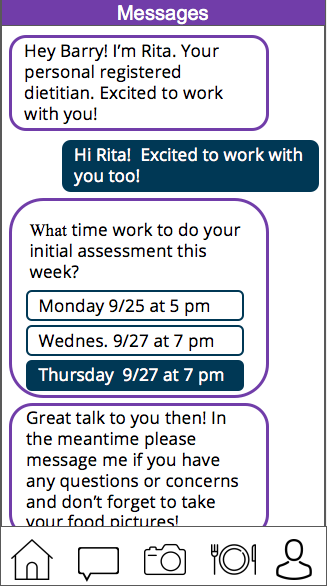 Messages
Hey Barry! I’m Rita. Your
personal registered
dietitian. Excited to work
with you!
Hi Rita!  Excited to work with
you too!
What time work to do your
initial assessment this
week?
Monday 9/25 at 5 pm
Wednes. 9/27 at 7 pm
Thursday  9/27 at 7 pm
Great talk to you then! In
the meantime please
message me if you have
any questions or concerns
and don’t forget to take
your food pictures!